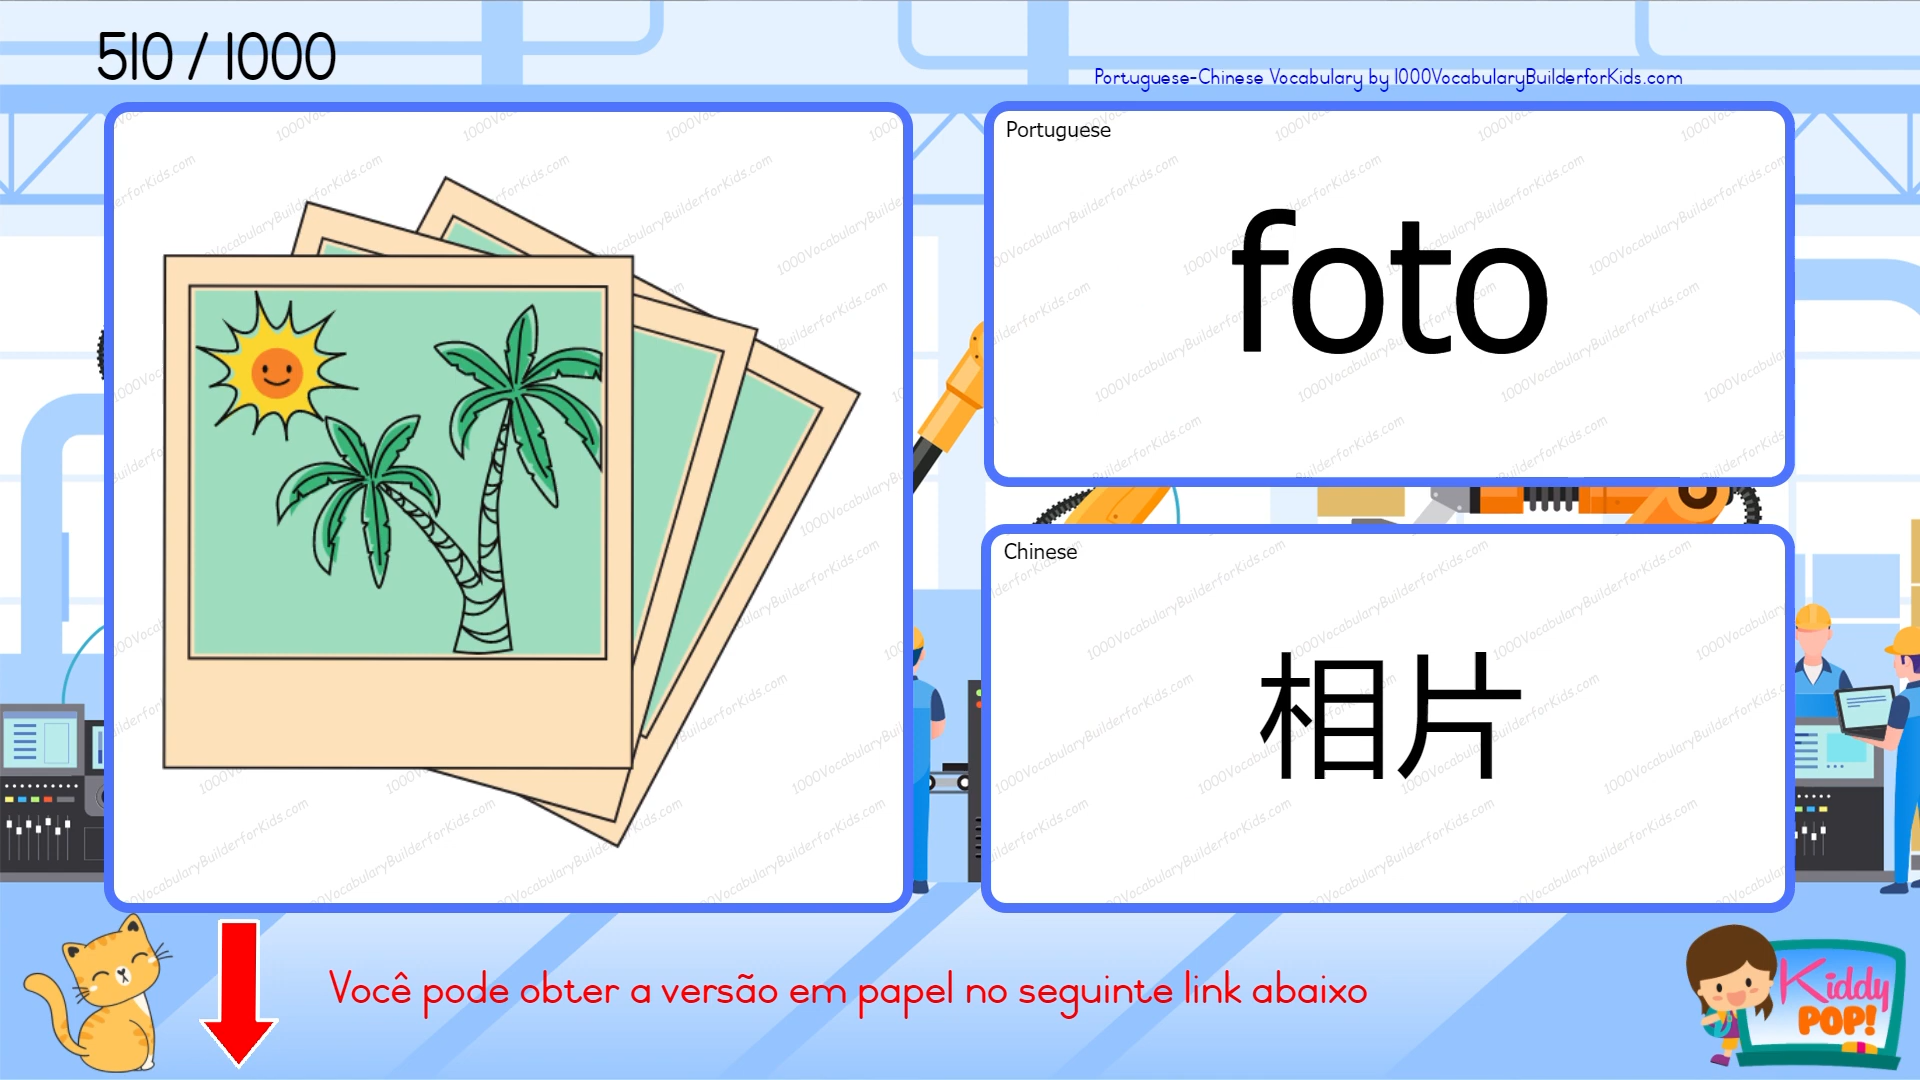 510 / 1000
Portuguese-Chinese Vocabulary by 1000VocabularyBuilderforKids.com
Portuguese
foto
Chinese
相片
Você pode obter a versão em papel no seguinte link abaixo
Kiddy
POP!